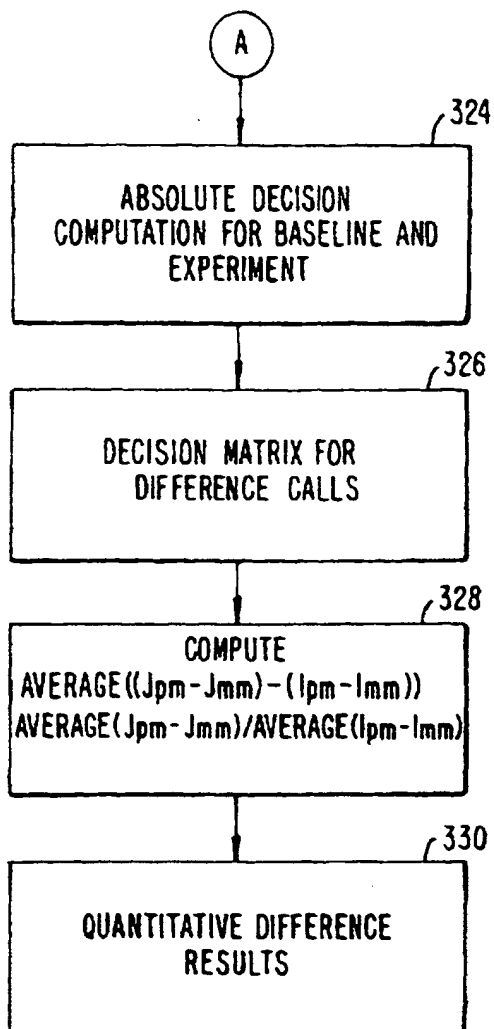 A
324
ABSOLUTE DECISION
COMPUTATION FOR BASELINE AND
EXPERIMENT
326
DECISION MATRIX FOR
DIFFERENCE CALLS
328
COMPUTE
AVERAGE((Jpm-Jmm)-(Ipm-Imm))
AVERAGE(Jpm-Jmm)/AVERAGE(Ipm-Imm)
330
QUANTITATIVE DIFFERENCE
RESULTS